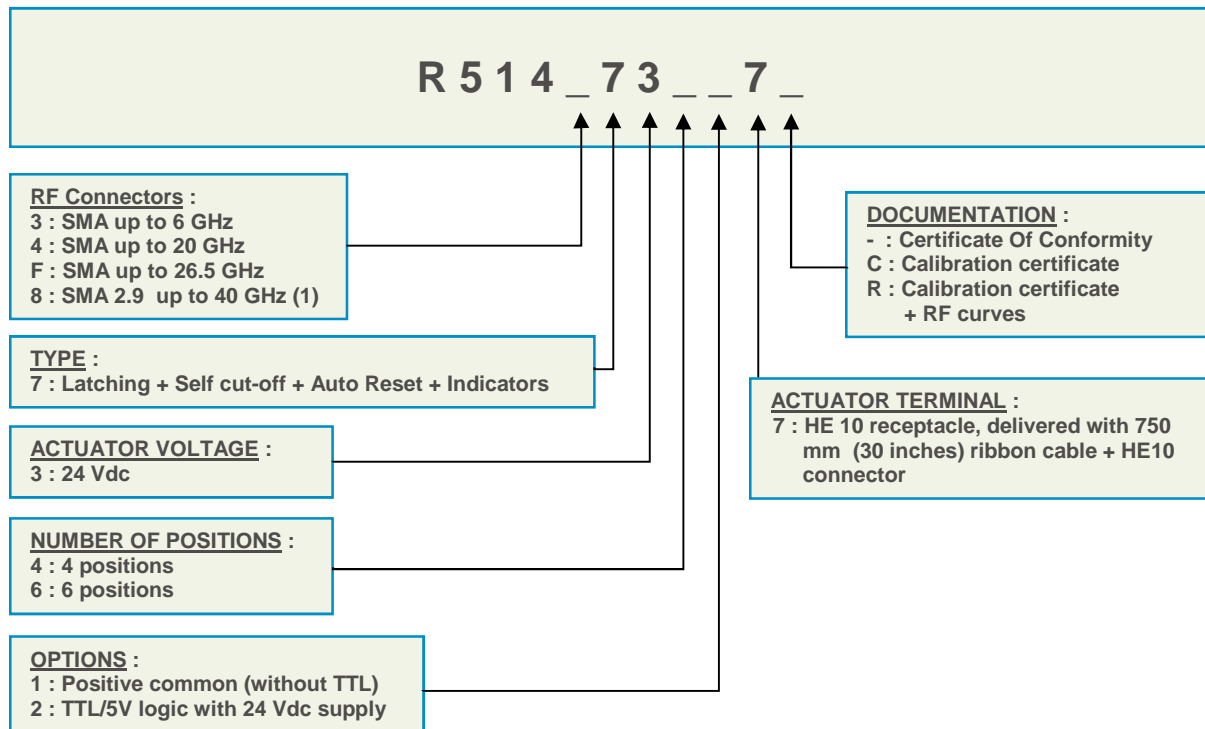 R 5 1 4 _ 7 3 _ _ 7 _
RF Connectors :
3 : SMA up to 6 GHz
4 : SMA up to 20 GHz
F : SMA up to 26.5 GHz
8 : SMA 2.9 up to 40 GHz (1)
TYPE :
7 : Latching + Self cut-off + Auto Reset + Indicators
ACTUATOR VOLTAGE :
3 : 24 Vdc
NUMBER OF POSITIONS :
4 : 4 positions
6 : 6 positions
OPTIONS :
1 : Positive common (without TTL)
2 : TTL/5V logic with 24 Vdc supply
DOCUMENTATION :
- : Certificate Of Conformity
C : Calibration certificate
R : Calibration certificate
+ RF curves
ACTUATOR TERMINAL :
7 : HE 10 receptacle, delivered with 750
mm (30 inches) ribbon cable + HE10
connector